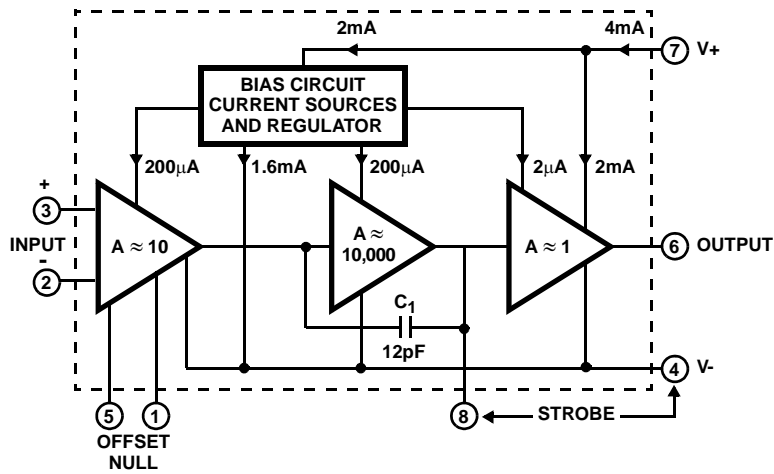 2mA
4mA
7
V+
BIAS CIRCUIT
CURRENT SOURCES
AND REGULATOR
200μA
1.6mA
200μA
2μA
2mA
+
3
INPUT
-
2
A ≈ 10
A ≈
10,000
A ≈ 1
6
OUTPUT
C1
12pF
4
V-
5
1
8
STROBE
OFFSET
NULL